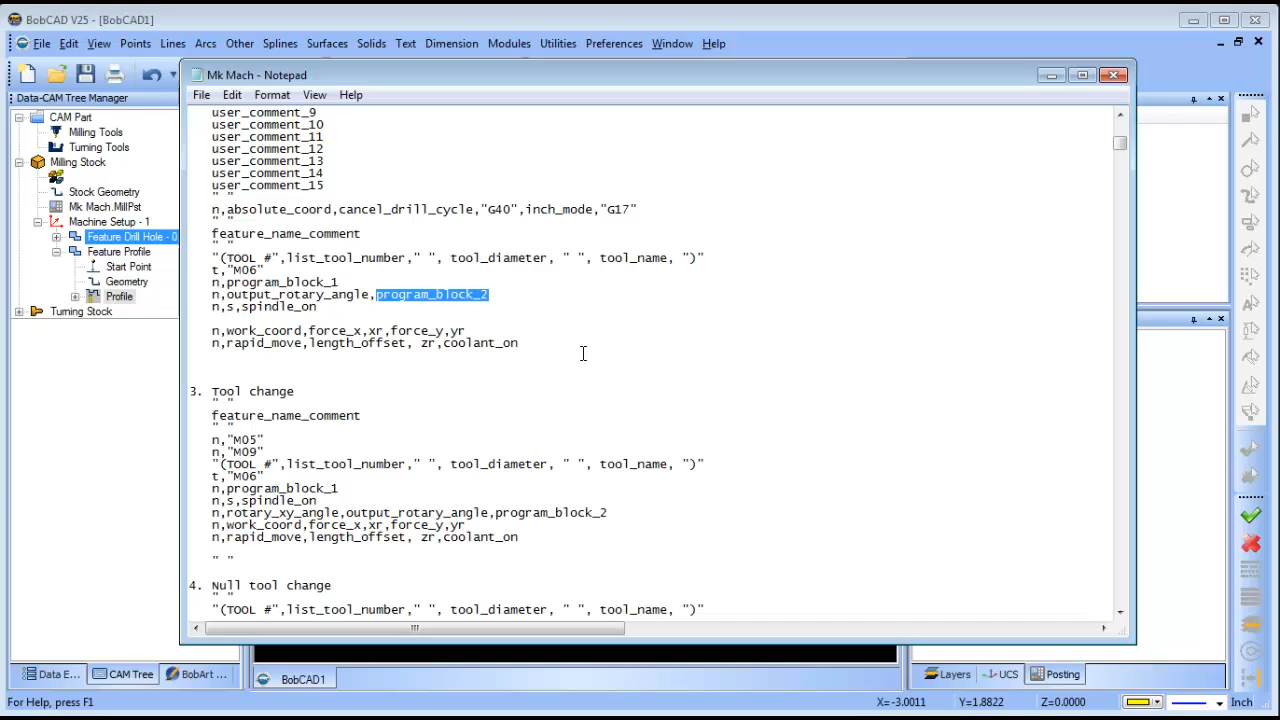 BobCAD V25 - [BobCAD1]
File Edit View Points Lines Arcs Other Splines Surfaces Solids Text Dimension Modules Utilities Preferences Window Help
Data-CAM Tree Manager
CAM Part
Milling Tools
Turning Tools
Milling Stock
Stock Geometry
Mk Mach.MillPst
Machine Setup - 1
Feature Drill Hole - 0
Feature Profile
Start Point
Geometry
Profile
Turning Stock
Mk Mach - Notepad
File Edit Format View Help
user_comment_9
user_comment_10
user_comment_11
user_comment_12
user_comment_13
user_comment_14
user_comment_15
" "
n,absolute_coord,cancel_drill_cycle,"G40",inch_mode,"G17"
" "
feature_name_comment
" "
"(TOOL #",list_tool_number," ", tool_diameter, " ", tool_name, ")"
t,"M06"
n,program_block_1
n,output_rotary_angle,program_block_2
n,s,spindle_on
n,work_coord,force_x,xr,force_y,yr
n,rapid_move,length_offset, zr,coolant_on
3. Tool change
" "
feature_name_comment
" "
n,"M05"
n,"M09"
"(TOOL #",list_tool_number," ", tool_diameter, " ", tool_name, ")"
t,"M06"
n,program_block_1
n,s,spindle_on
n,rotary_xy_angle,output_rotary_angle,program_block_2
n,work_coord,force_x,xr,force_y,yr
n,rapid_move,length_offset, zr,coolant_on
" "
4. Null tool change
" "
"(TOOL #",list_tool_number," ", tool_diameter, " ", tool_name, ")"
Data E... CAM Tree BobArt ...
BobCAD1
Layers UCS Posting
For Help, press F1
X=-3.0011 Y=1.8822 Z=0.0000 Inch